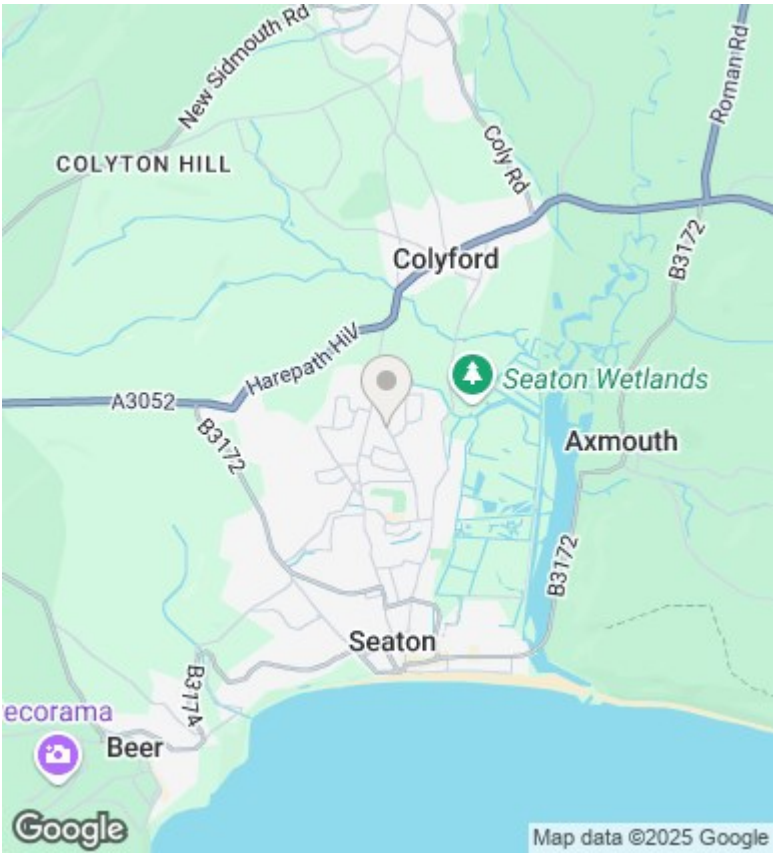 New Sidmouth Rd
Roman Rd
COLYTON HILL
Coly Rd
B3172
Colyford
Harepath Hill
Seaton Wetlands
A3052
B3172
Axmouth
B3172
Seaton
B3174
ecorama
Beer
Google
Map data ©2025 Google